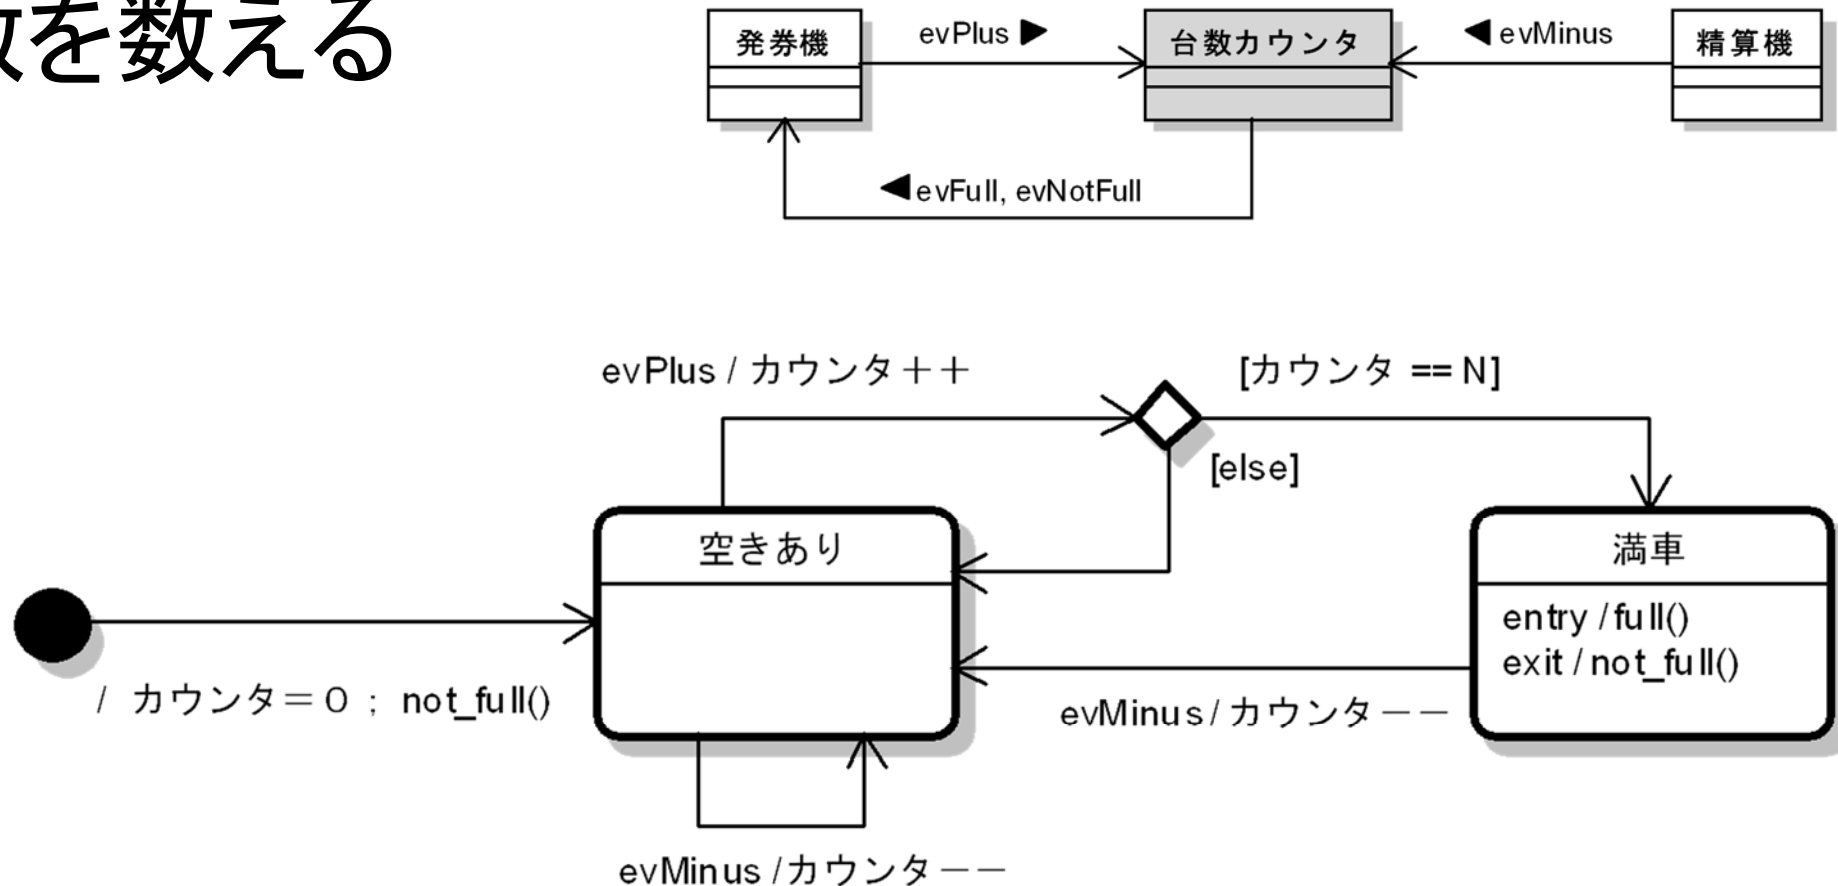 数を数える
発券機
evPlus ▶
台数カウンタ
◀ evMinus
精算機
◀ evFull, evNotFull
evPlus / カウンタ++
[カウンタ == N]
[else]
空きあり
満車
entry / full()
exit / not_full()
/ カウンタ=0 ; not_full()
evMinus / カウンタ――
evMinus /カウンタ――